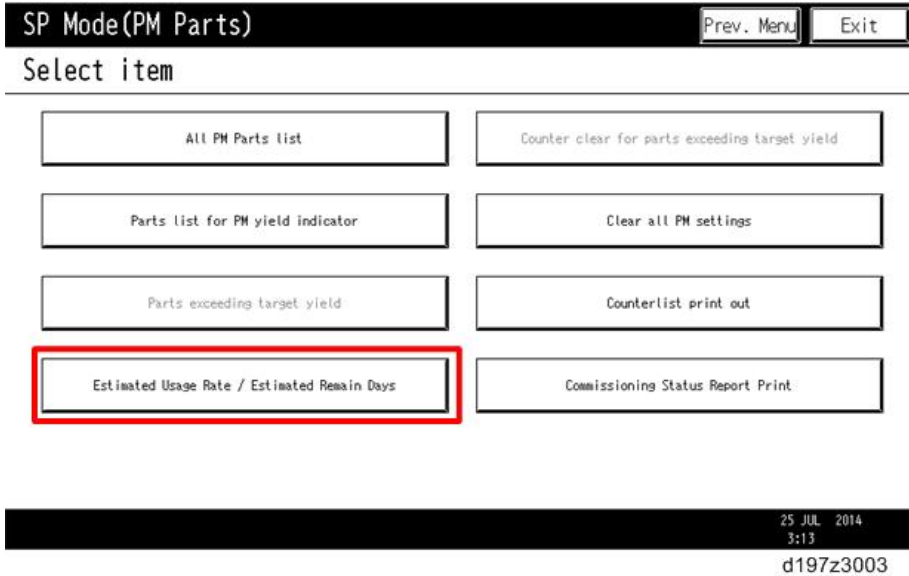 SP Mode(PM Parts)
Prev. Menu
Exit
Select item
All PM Parts list
Counter clear for parts exceeding target yield
Parts list for PM yield indicator
Clear all PM settings
Parts exceeding target yield
Counterlist print out
Estimated Usage Rate / Estimated Remain Days
Commissioning Status Report Print
25 JUL 2014
3:13
d197z3003